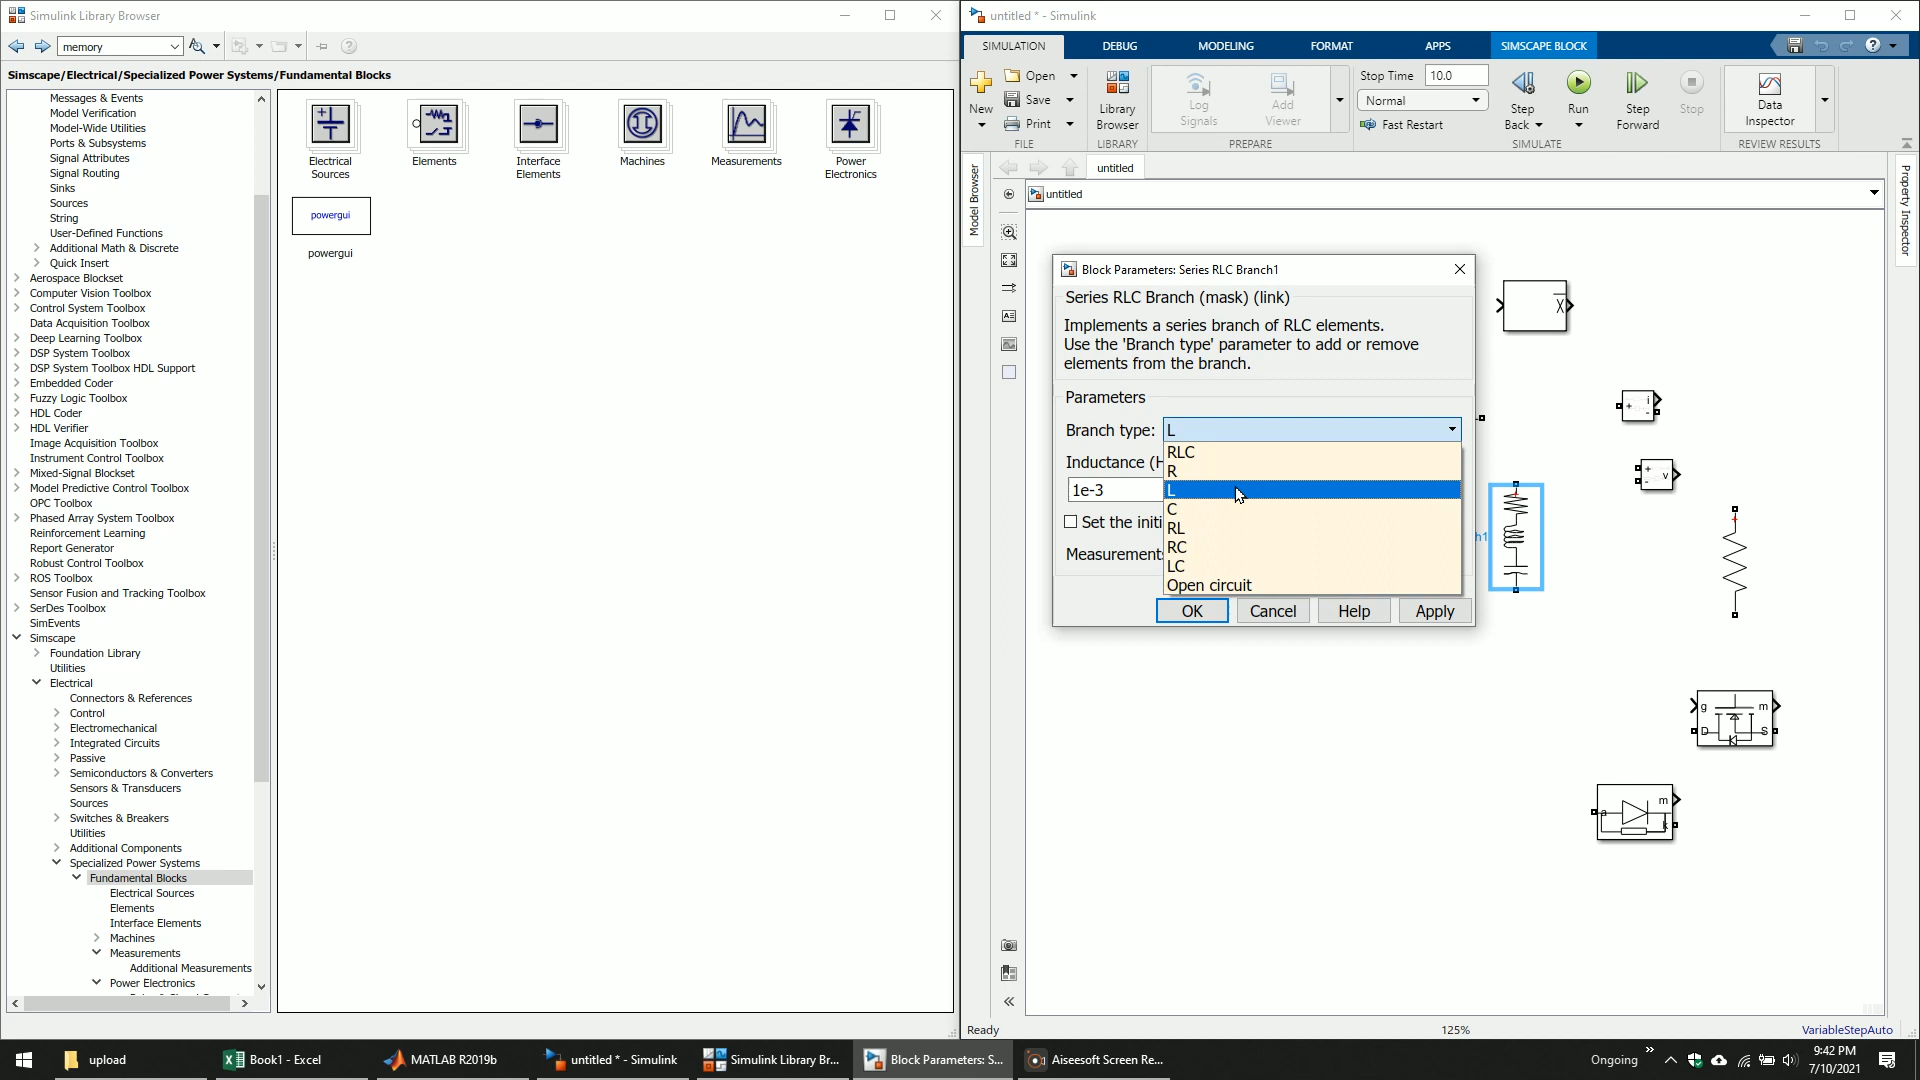 Simulink Library Browser
memory
Simscape/Electrical/Specialized Power Systems/Fundamental Blocks
Messages & Events
Model Verification
Model-Wide Utilities
Ports & Subsystems
Signal Attributes
Signal Routing
Sinks
Sources
String
User-Defined Functions
Additional Math & Discrete
Quick Insert
Aerospace Blockset
Computer Vision Toolbox
Control System Toolbox
Data Acquisition Toolbox
Deep Learning Toolbox
DSP System Toolbox
DSP System Toolbox HDL Support
Embedded Coder
Fuzzy Logic Toolbox
HDL Coder
HDL Verifier
Image Acquisition Toolbox
Instrument Control Toolbox
Mixed-Signal Blockset
Model Predictive Control Toolbox
OPC Toolbox
Phased Array System Toolbox
Reinforcement Learning
Report Generator
Robust Control Toolbox
ROS Toolbox
Sensor Fusion and Tracking Toolbox
SerDes Toolbox
SimEvents
Simscape
Foundation Library
Utilities
Electrical
Connectors & References
Control
Electromechanical
Integrated Circuits
Passive
Semiconductors & Converters
Sensors & Transducers
Sources
Switches & Breakers
Utilities
Additional Components
Specialized Power Systems
Fundamental Blocks
Electrical Sources
Elements
Interface Elements
Machines
Measurements
Additional Measurements
Power Electronics
Electrical
Sources
Elements
Interface
Elements
Machines
Measurements
Power
Electronics
powergui
powergui
untitled * - Simulink
SIMULATION DEBUG MODELING FORMAT APPS SIMSCAPE BLOCK
New
Open
Save
Print
FILE
Library
Browser
LIBRARY
Log
Signals
Add
Viewer
PREPARE
Stop Time 10.0
Normal
Fast Restart
Step
Back
Run
Step
Forward
Stop
SIMULATE
Data
Inspector
REVIEW RESULTS
Model Browser
untitled
untitled
Property Inspector
Block Parameters: Series RLC Branch1
Series RLC Branch (mask) (link)
Implements a series branch of RLC elements.
Use the 'Branch type' parameter to add or remove
elements from the branch.
Parameters
Branch type: L
Inductance (H
1e-3
Set the initi
Measurement
RLC
R
L
C
RL
RC
LC
Open circuit
OK Cancel Help Apply
h1
i
+
-
v
+
-
g m
D S
a m
k
Ready
125%
VariableStepAuto
upload
Book1 - Excel
MATLAB R2019b
untitled * - Simulink
Simulink Library Br...
Block Parameters: S...
Aiseesoft Screen Re...
Ongoing
9:42 PM
7/10/2021